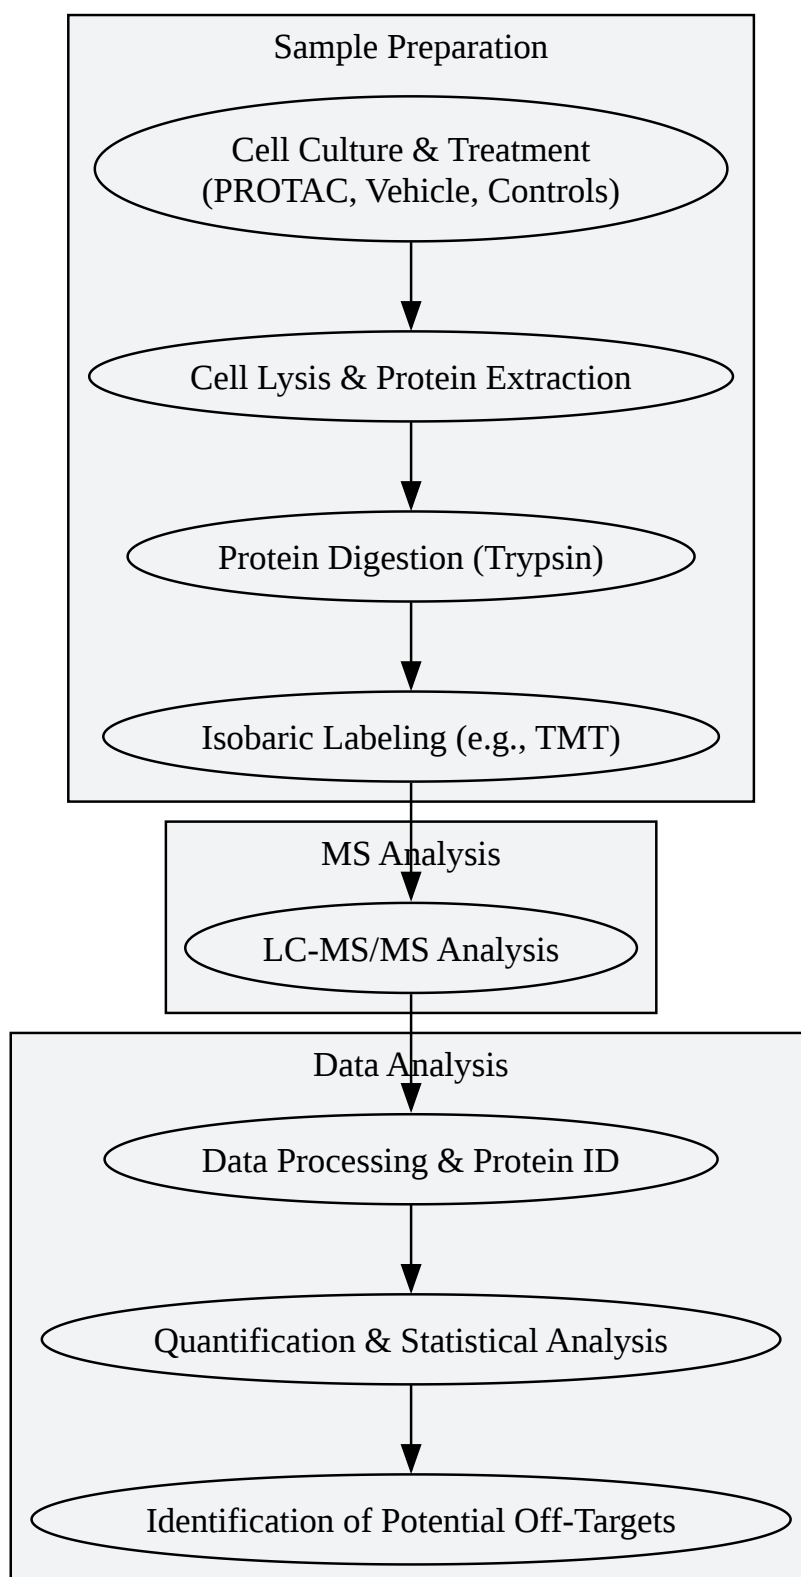 Sample Preparation
Cell Culture & Treatment
(PROTAC, Vehicle, Controls)
Cell Lysis & Protein Extraction
Protein Digestion (Trypsin)
Isobaric Labeling (e.g., TMT)
MS Analysis
LC-MS/MS Analysis
Data Analysis
Data Processing & Protein ID
Quantification & Statistical Analysis
Identification of Potential Off-Targets